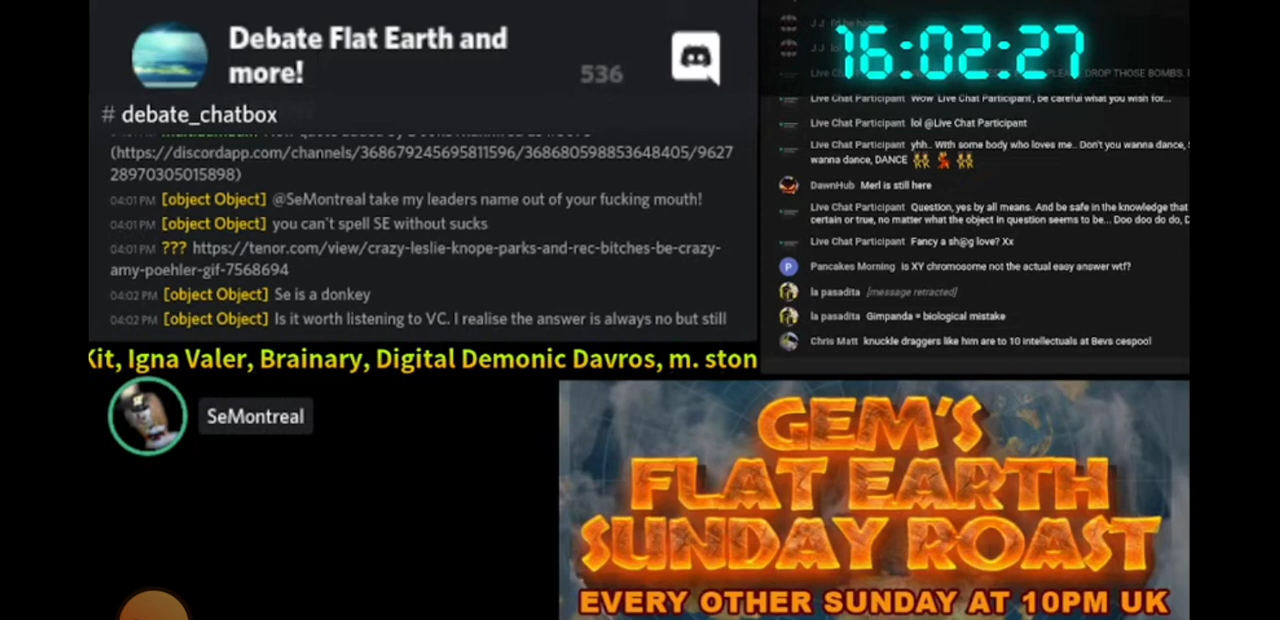 Debate Flat Earth and
more!
536
# debate_chatbox
(https://discordapp.com/channels/368679245695811596/368680598853648405/9627
28970305015898)
04:01 PM [object Object] @SeMontreal take my leaders name out of your fucking mouth!
04:01 PM [object Object] you can't spell SE without sucks
04:01 PM ??? https://tenor.com/view/crazy-leslie-knope-parks-and-rec-bitches-be-crazy-
amy-poehler-gif-7568694
04:02 PM [object Object] Se is a donkey
04:02 PM [object Object] Is it worth listening to VC. I realise the answer is always no but still
Kit, Igna Valer, Brainary, Digital Demonic Davros, m. ston
SeMontreal
16:02:27
J.J I'd be happy
J.J lol
Live Chat DROP THOSE BOMBS.
Live Chat Participant Wow 'Live Chat Participant', be careful what you wish for...
Live Chat Participant lol @Live Chat Participant
Live Chat Participant yhh.. With some body who loves me.. Don't you wanna dance,
wanna dance, DANCE
DawnHub Merl is still here
Live Chat Participant Question, yes by all means. And be safe in the knowledge that
certain or true, no matter what the object in question seems to be... Doo doo do do, D
Live Chat Participant Fancy a sh@g love? Xx
P Pancakes Morning is XY chromosome not the actual easy answer wtf?
la pasadita [message retracted]
la pasadita Gimpanda = biological mistake
Chris Matt knuckle draggers like him are to 10 intellectuals at Bevs cespool
GEM'S
FLAT EARTH
SUNDAY ROAST
EVERY OTHER SUNDAY AT 10PM UK